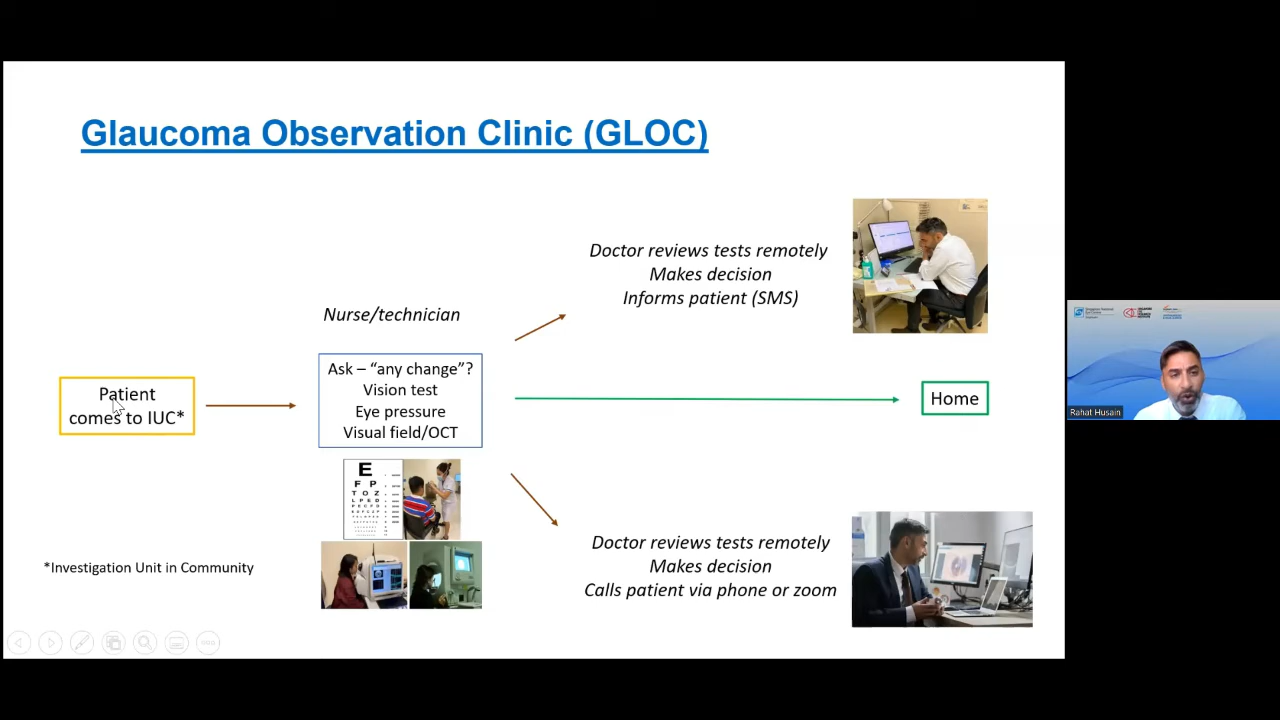 Glaucoma Observation Clinic (GLOC)
Doctor reviews tests remotely
Makes decision
Informs patient (SMS)
Nurse/technician
Ask – “any change”?
Vision test
Eye pressure
Visual field/OCT
Patient
comes to IUC*
Home
E
F P
T O Z
L P E D
P E C F D
E D F C Z P
*Investigation Unit in Community
Doctor reviews tests remotely
Makes decision
Calls patient via phone or zoom
Rahat Husain